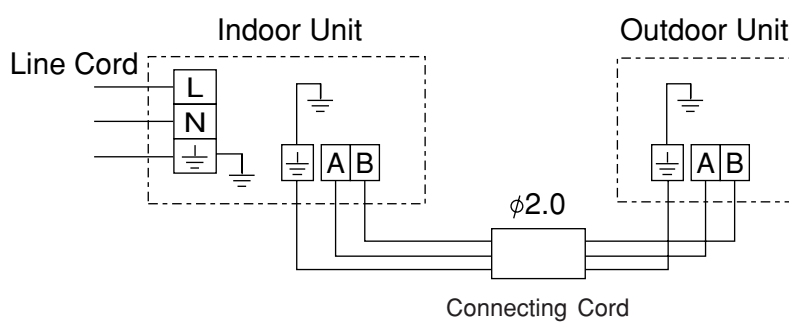 Indoor Unit
Outdoor Unit
Line Cord
L
N
A B
A B
ϕ2.0
Connecting Cord